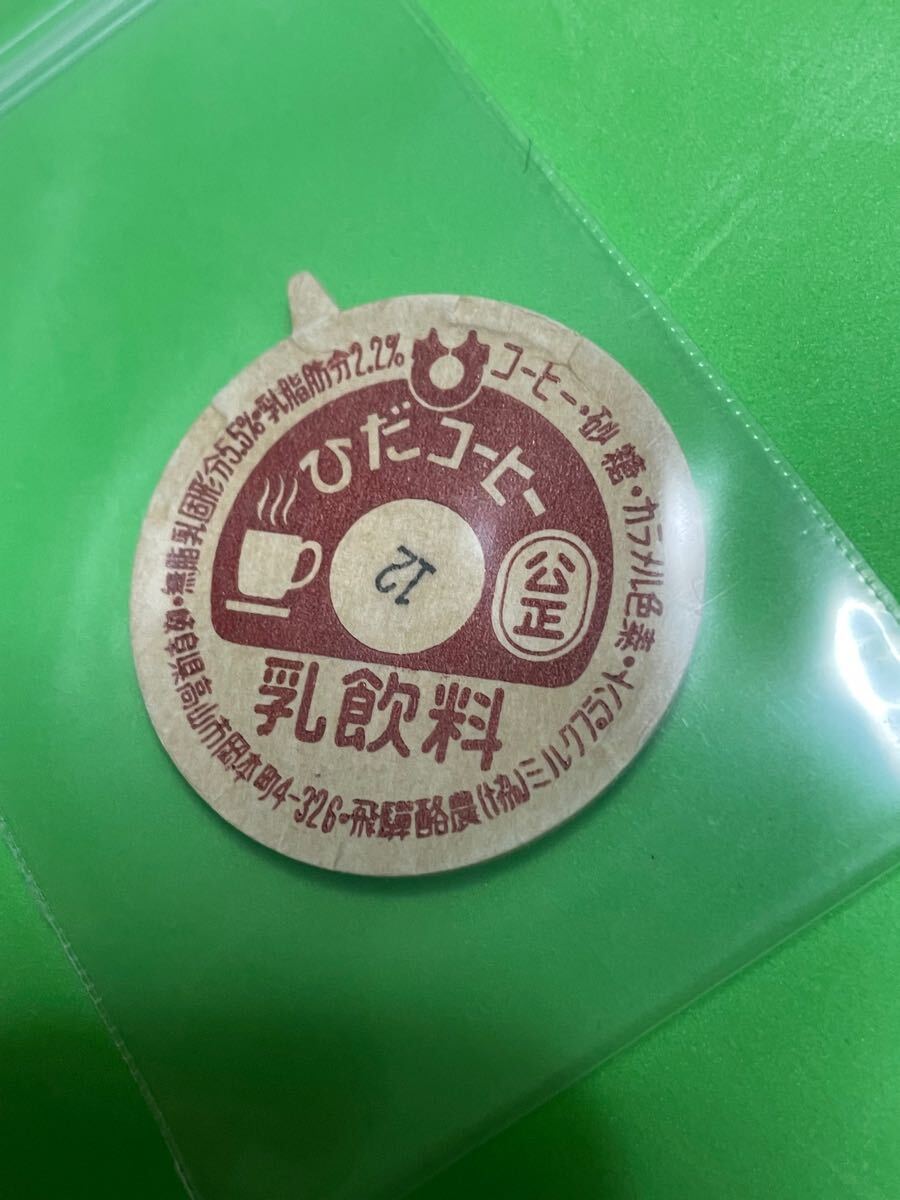 ひだコーヒー
12
公正
乳飲料
コーヒー・砂糖・カラメル色素・
飛騨酪農(協)ミルクプラント・
高山市岡本町4-326・
無脂乳固形分5.5%・乳脂肪分2.2%